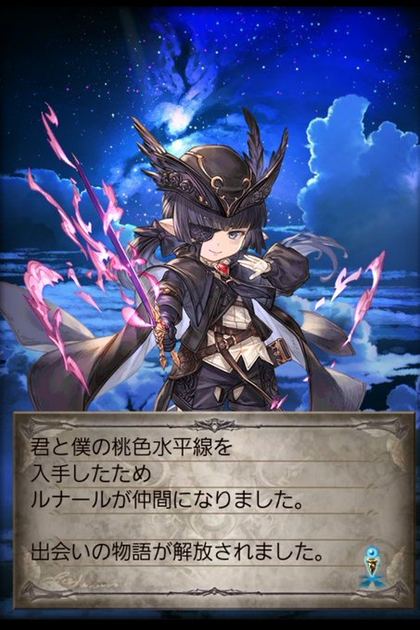 君と僕の桃色水平線を
入手したため
ルナールが仲間になりました。
出会いの物語が解放されました。